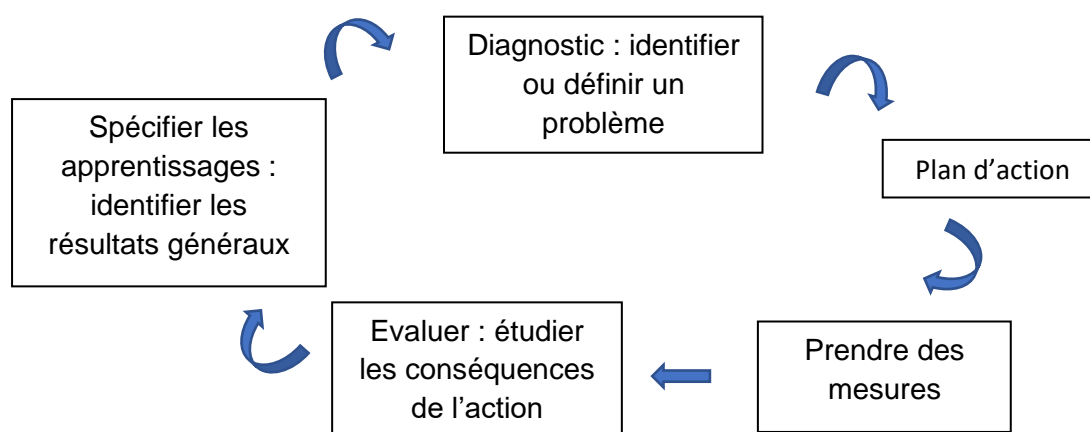 Diagnostic : identifier
ou définir un
problème
Plan d’action
Prendre des
mesures
Evaluer : étudier
les conséquences
de l’action
Spécifier les
apprentissages :
identifier les
résultats généraux